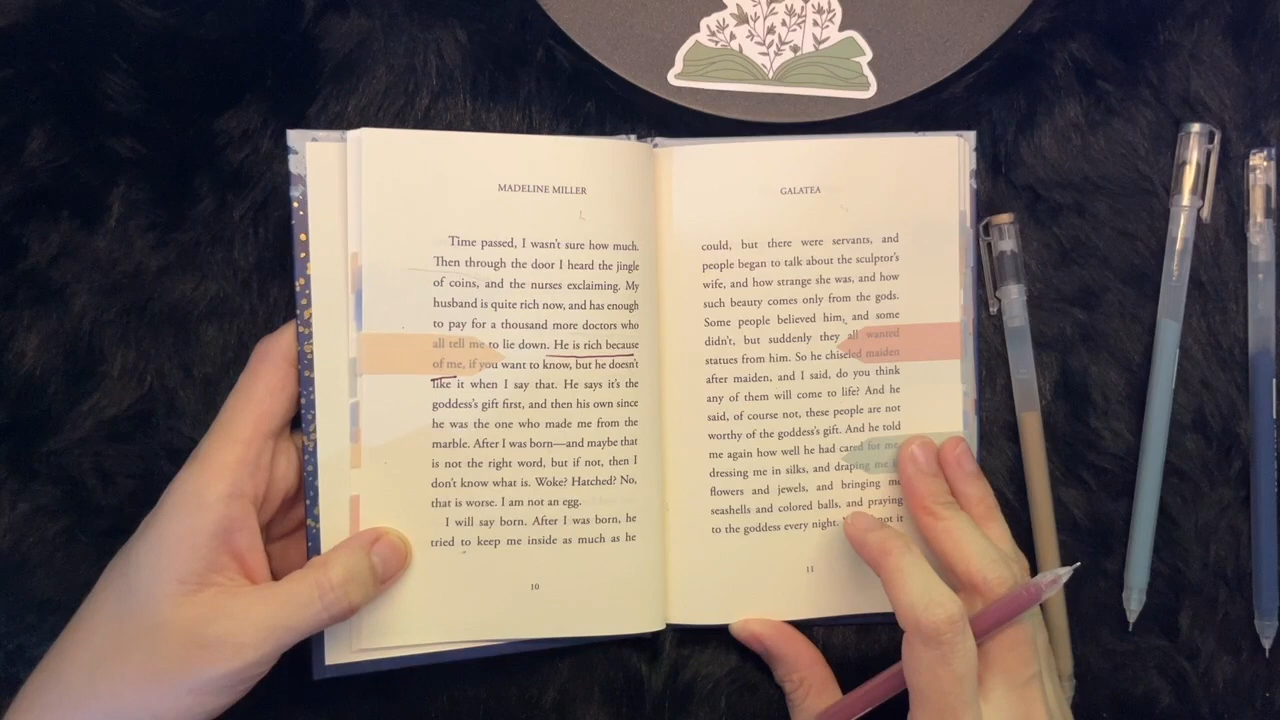 MADELINE MILLER
Time passed, I wasn't sure how much.
Then through the door I heard the jingle
of coins, and the nurses exclaiming. My
husband is quite rich now, and has enough
to pay for a thousand more doctors who
all tell me to lie down. He is rich because
of me, if you want to know, but he doesn't
like it when I say that. He says it's the
goddess's gift first, and then his own since
he was the one who made me from the
marble. After I was born—and maybe that
is not the right word, but if not, then I
don't know what is. Woke? Hatched? No,
that is worse. I am not an egg.
I will say born. After I was born, he
tried to keep me inside as much as he
10
GALATEA
could, but there were servants, and
people began to talk about the sculptor's
wife, and how strange she was, and how
such beauty comes only from the gods.
Some people believed him, and some
didn't, but suddenly they all wanted
statues from him. So he chiseled maiden
after maiden, and I said, do you think
any of them will come to life? And he
said, of course not, these people are not
worthy of the goddess's gift. And he told
me again how well he had cared for me,
dressing me in silks, and draping me
flowers and jewels, and bringing me
seashells and colored balls, and praying
to the goddess every night. not it
11